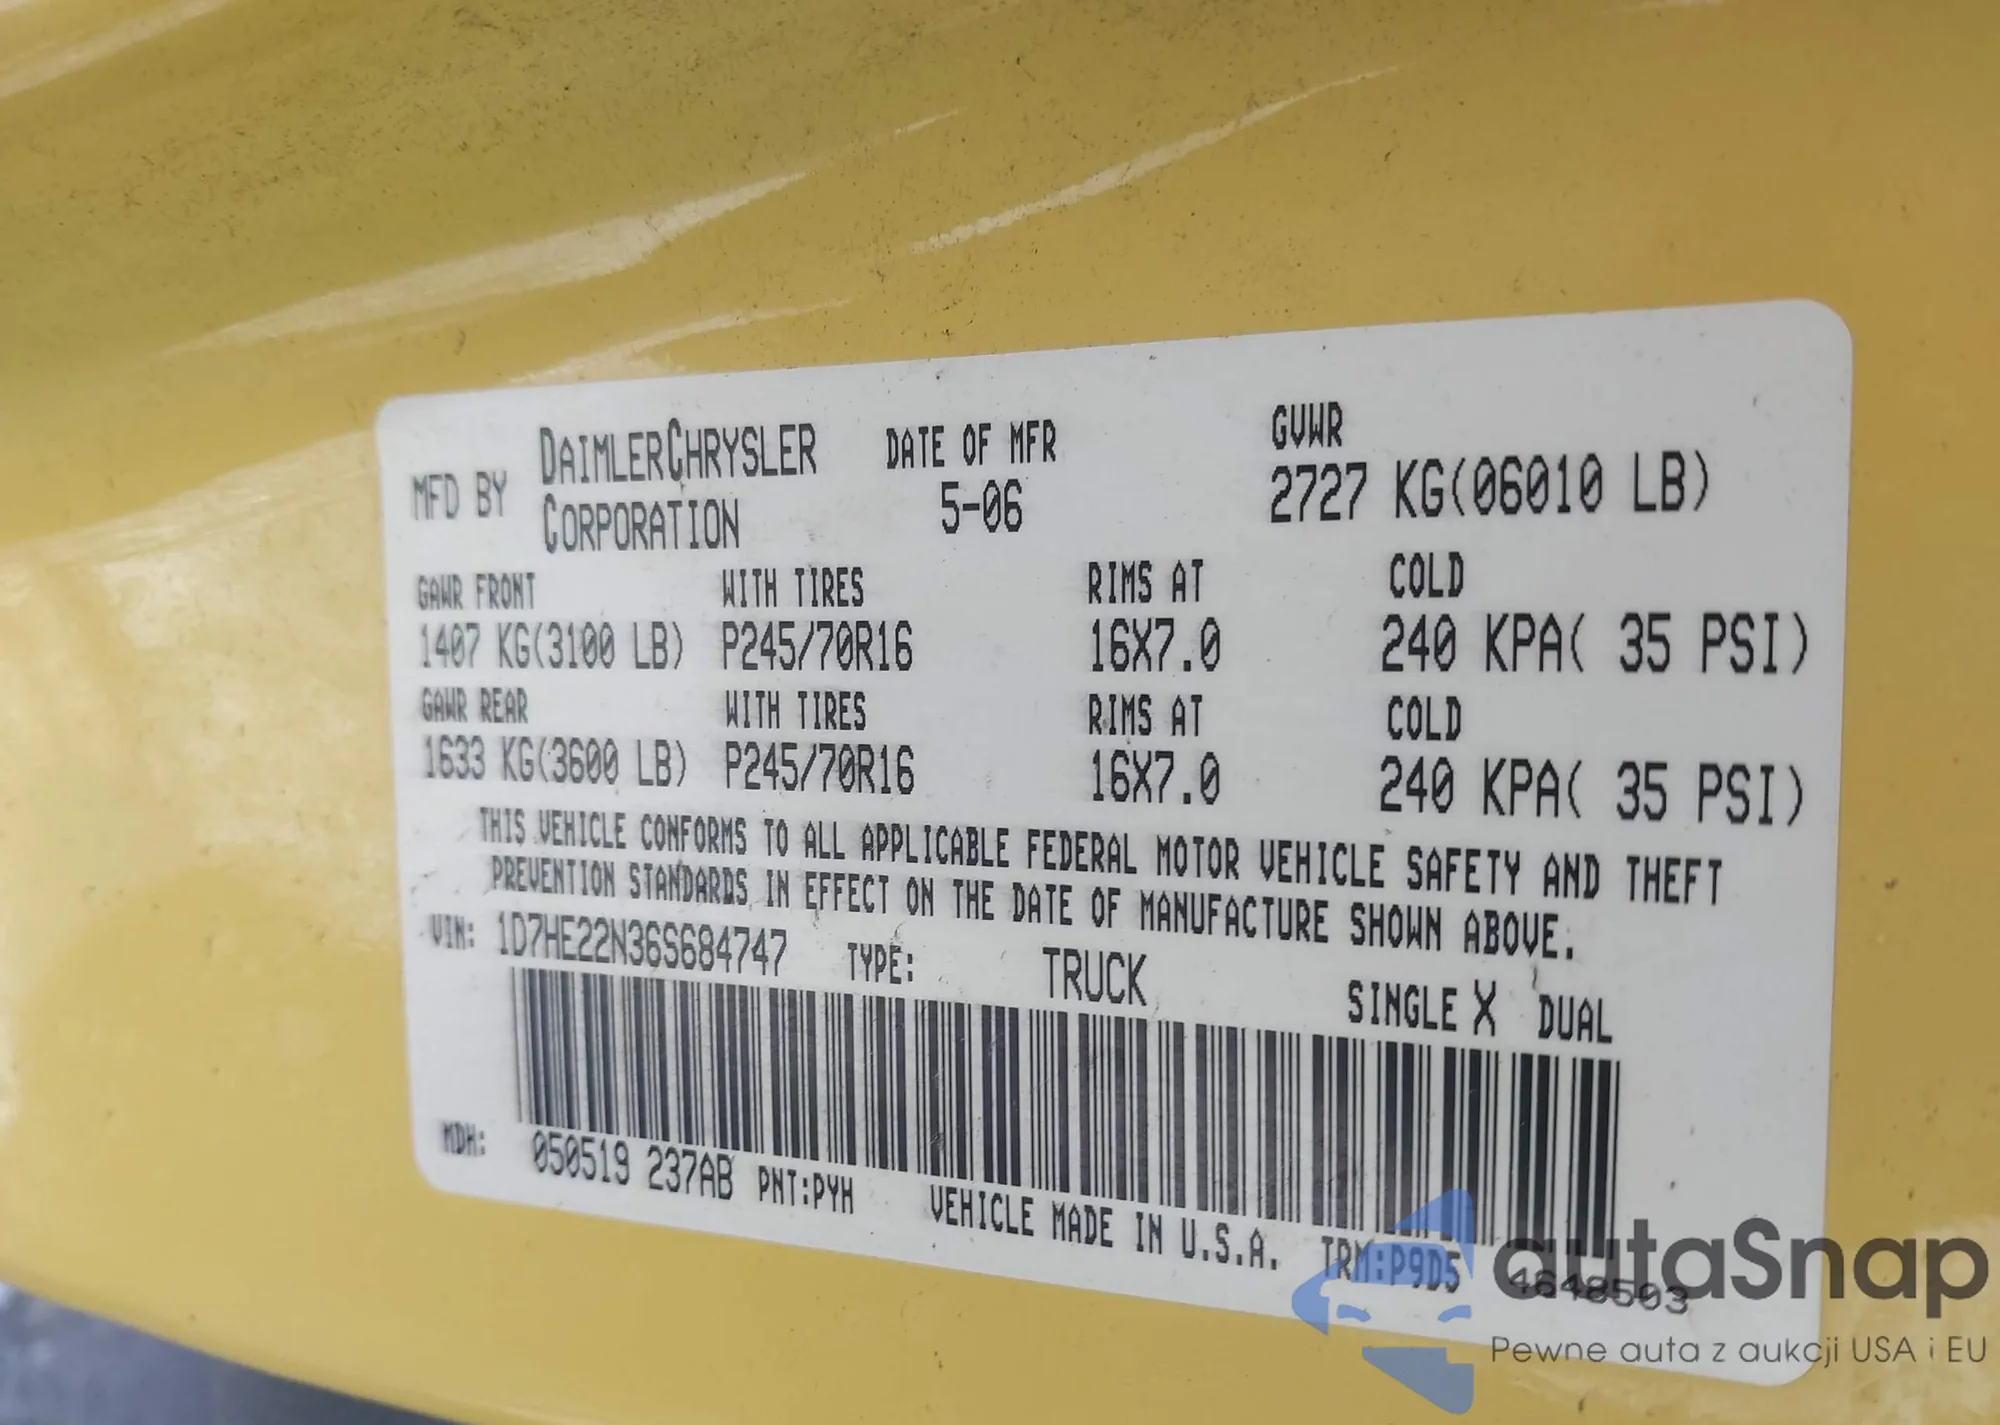 MFD BY DAIMLERCHRYSLER CORPORATION DATE OF MFR 5-06 GVWR 2727 KG(06010 LB)
GAWR FRONT WITH TIRES RIMS AT COLD
1407 KG(3100 LB) P245/70R16 16X7.0 240 KPA( 35 PSI)
GAWR REAR WITH TIRES RIMS AT COLD
1633 KG(3600 LB) P245/70R16 16X7.0 240 KPA( 35 PSI)
THIS VEHICLE CONFORMS TO ALL APPLICABLE FEDERAL MOTOR VEHICLE SAFETY AND THEFT
PREVENTION STANDARDS IN EFFECT ON THE DATE OF MANUFACTURE SHOWN ABOVE.
VIN: 1D7HE22N36S684747 TYPE: TRUCK SINGLE X DUAL
MDH: 050519 237AB PNT:PYH VEHICLE MADE IN U.S.A. TRM:P9D5 4648503
autaSnap
Pewne auta z aukcji USA i EU